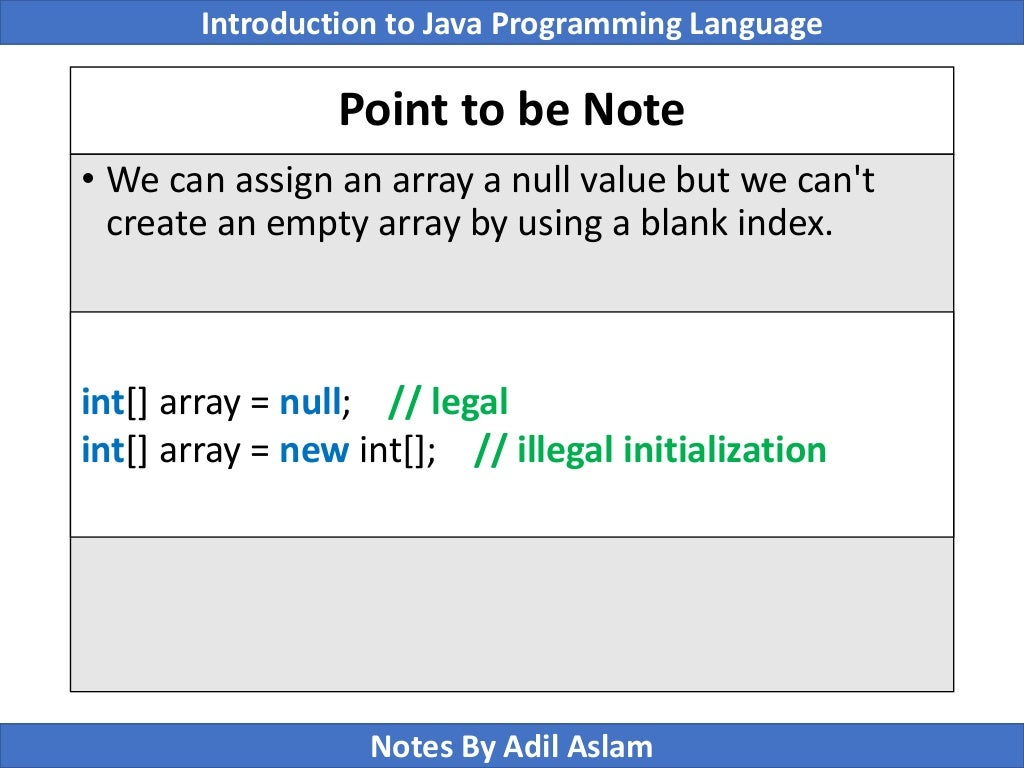 Introduction to Java Programming Language
Point to be Note
• We can assign an array a null value but we can't
create an empty array by using a blank index.
int[] array = null; // legal
int[] array = new int[]; // illegal initialization
Notes By Adil Aslam